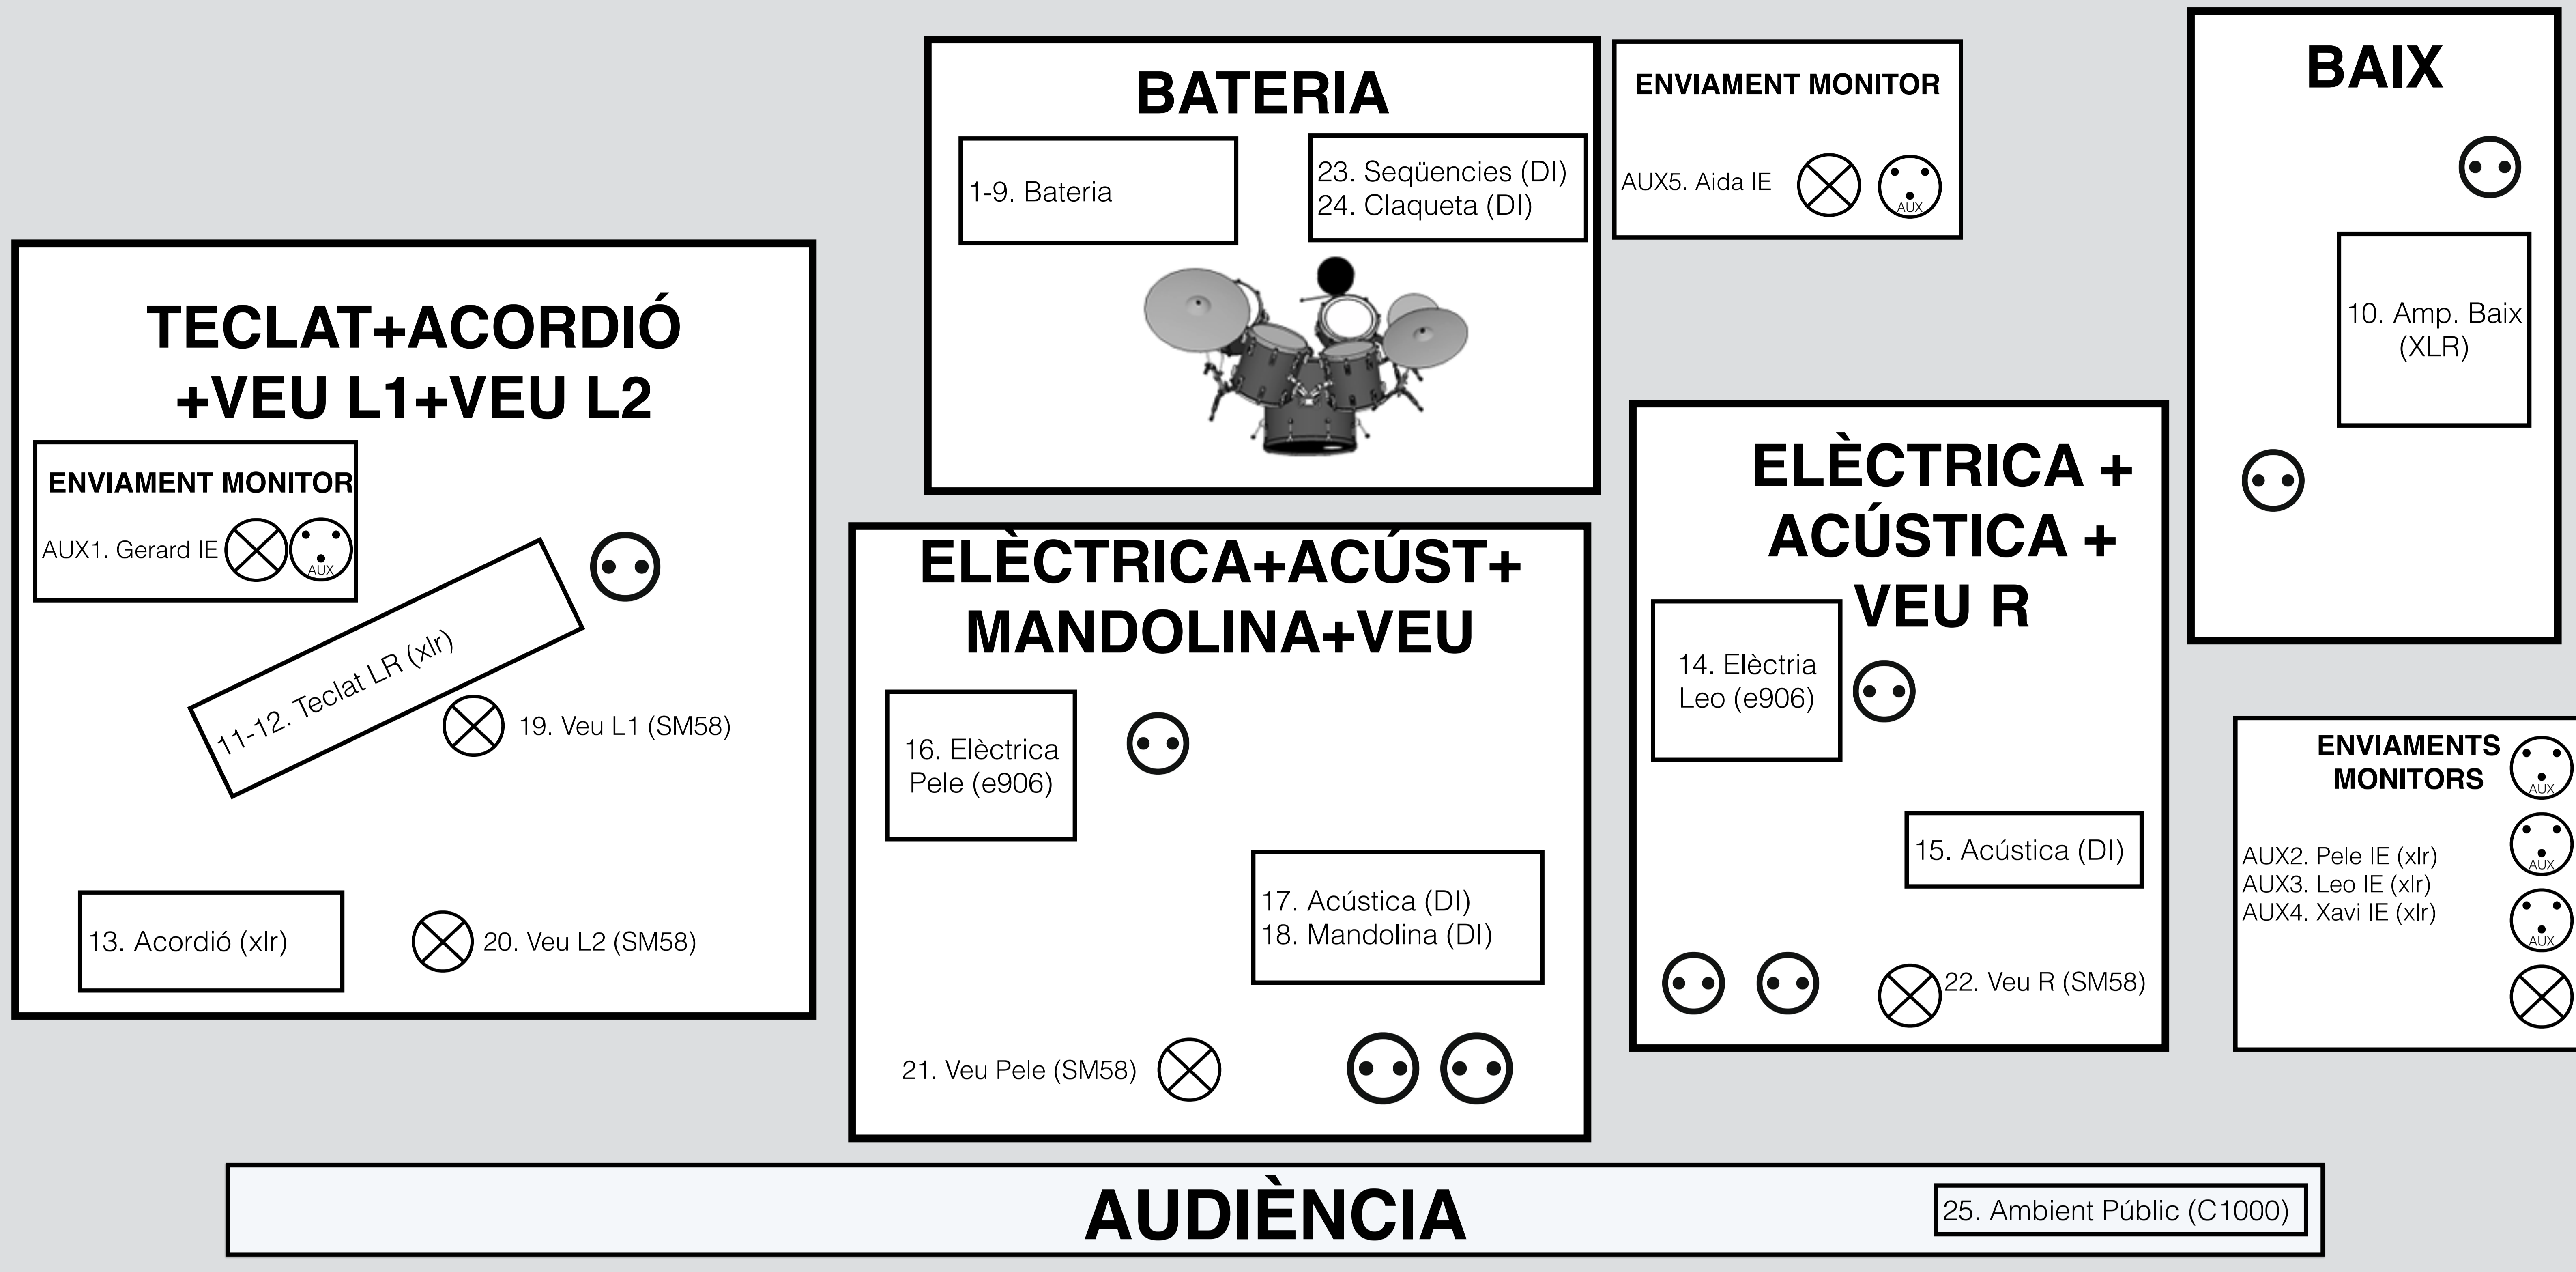 BATERIA
1-9. Bateria
23. Seqüencies (DI)
24. Claqueta (DI)
ENVIAMENT MONITOR
AUX5. Aida IE
AUX
BAIX
10. Amp. Baix
(XLR)
TECLAT+ACORDIÓ
+VEU L1+VEU L2
ENVIAMENT MONITOR
AUX1. Gerard IE
AUX
11-12. Teclat LR (xlr)
19. Veu L1 (SM58)
13. Acordió (xlr)
20. Veu L2 (SM58)
ELÈCTRICA+ACÚST+
MANDOLINA+VEU
16. Elèctrica
Pele (e906)
17. Acústica (DI)
18. Mandolina (DI)
21. Veu Pele (SM58)
ELÈCTRICA +
ACÚSTICA +
VEU R
14. Elèctria
Leo (e906)
15. Acústica (DI)
22. Veu R (SM58)
ENVIAMENTS
MONITORS
AUX
AUX2. Pele IE (xlr)
AUX3. Leo IE (xlr)
AUX4. Xavi IE (xlr)
AUX
AUX
AUDIÈNCIA
25. Ambient Públic (C1000)